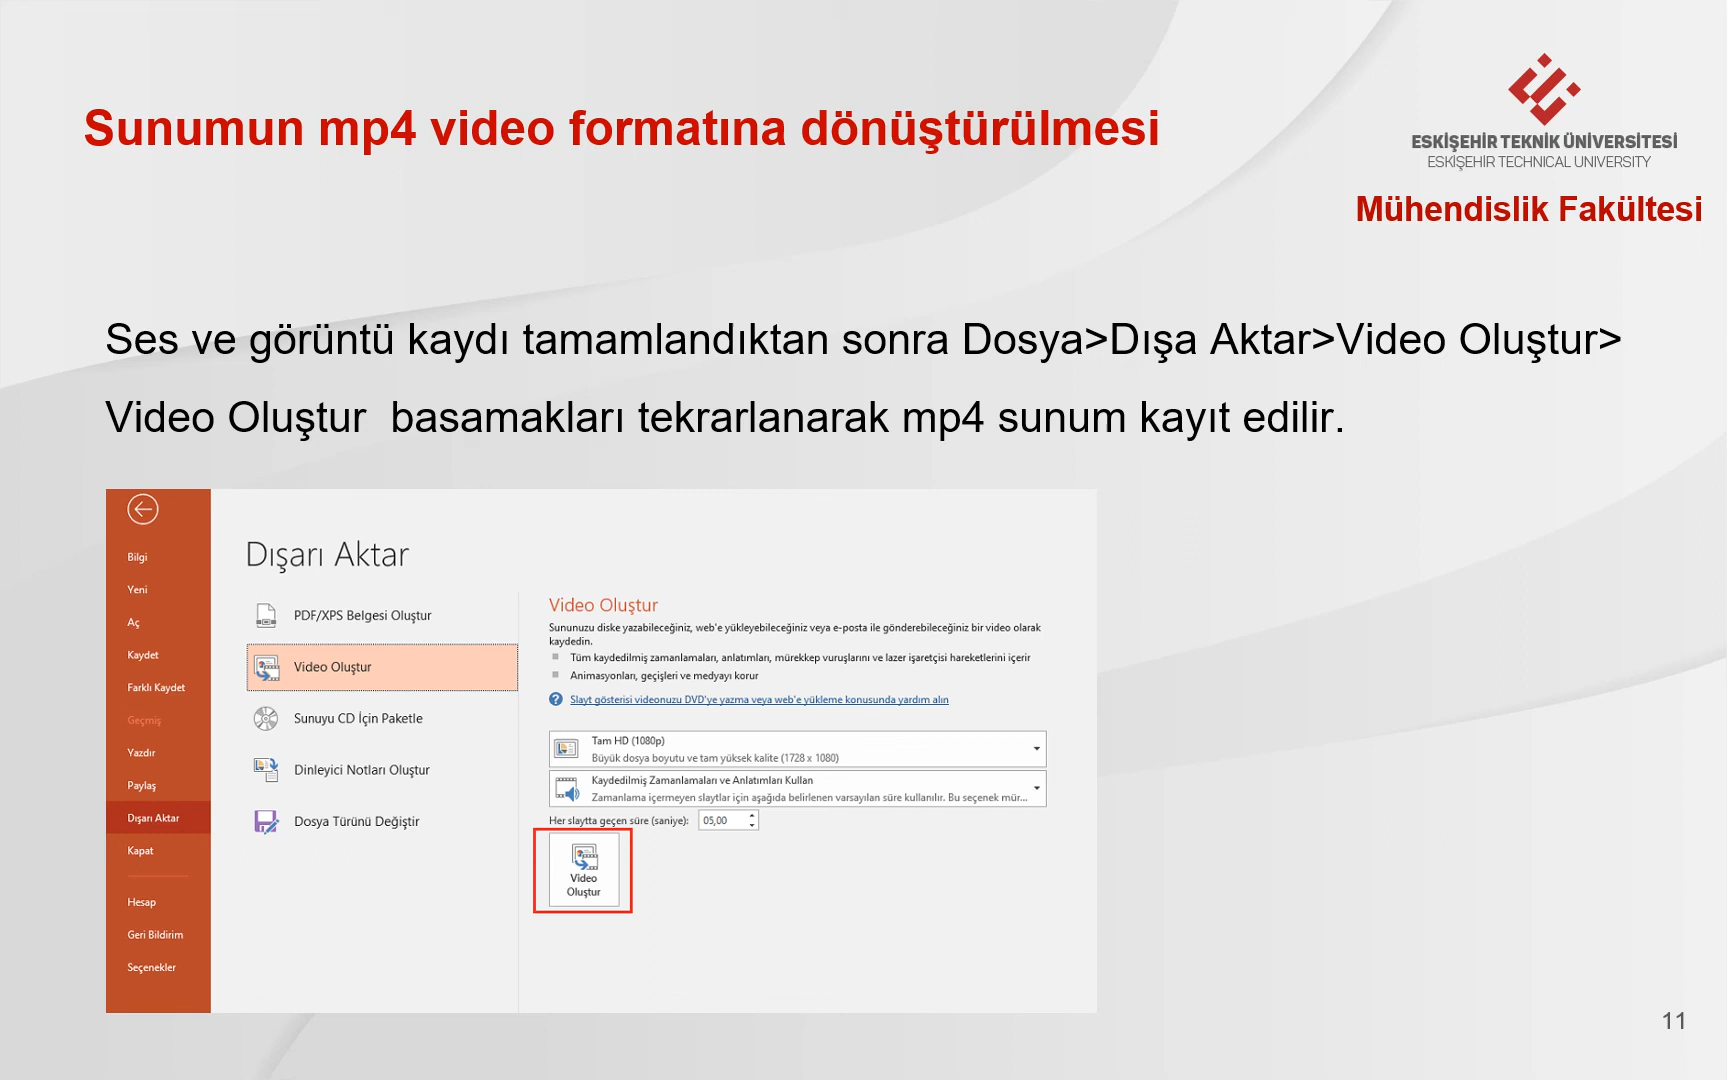 Sunumun mp4 video formatına dönüştürülmesi
ESKİŞEHİR TEKNİK ÜNİVERSİTESİ
ESKİŞEHİR TECHNICAL UNIVERSITY
Mühendislik Fakültesi
Ses ve görüntü kaydı tamamlandıktan sonra Dosya>Dışa Aktar>Video Oluştur>
Video Oluştur  basamakları tekrarlanarak mp4 sunum kayıt edilir.
Bilgi
Yeni
Aç
Kaydet
Farklı Kaydet
Geçmiş
Yazdır
Paylaş
Dışarı Aktar
Kapat
Hesap
Geri Bildirim
Seçenekler
Dışarı Aktar
PDF/XPS Belgesi Oluştur
Video Oluştur
Sunuyu CD İçin Paketle
Dinleyici Notları Oluştur
Dosya Türünü Değiştir
Video Oluştur
Sununuzu diske yazabileceğiniz, web'e yükleyebileceğiniz veya e-posta ile gönderebileceğiniz bir video olarak
kaydedin.
Tüm kaydedilmiş zamanlamaları, anlatımları, mürekkep vuruşlarını ve lazer işaretçisi hareketlerini içerir
Animasyonları, geçişleri ve medyayı korur
Slayt gösterisi videonuzu DVD'ye yazma veya web'e yükleme konusunda yardım alın
Tam HD (1080p)
Büyük dosya boyutu ve tam yüksek kalite (1728 x 1080)
Kaydedilmiş Zamanlamaları ve Anlatımları Kullan
Zamanlama içermeyen slaytlar için aşağıda belirlenen varsayılan süre kullanılır. Bu seçenek mür...
Her slaytta geçen süre (saniye): 05,00
Video
Oluştur
11